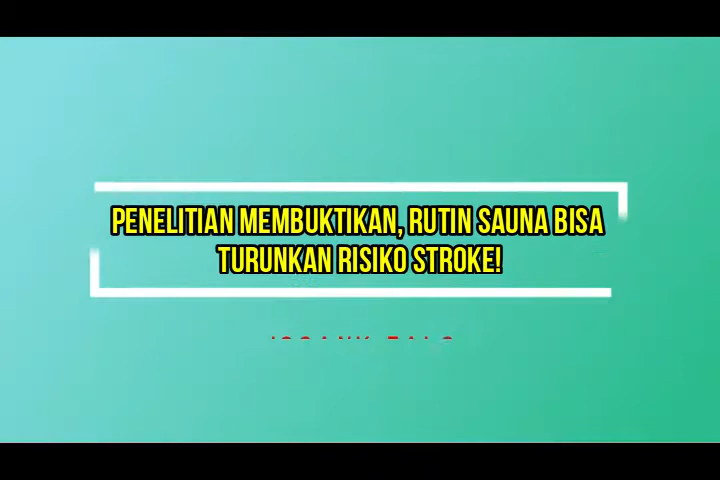 PENELITIAN MEMBUKTIKAN, RUTIN SAUNA BISA
TURUNKAN RISIKO STROKE!